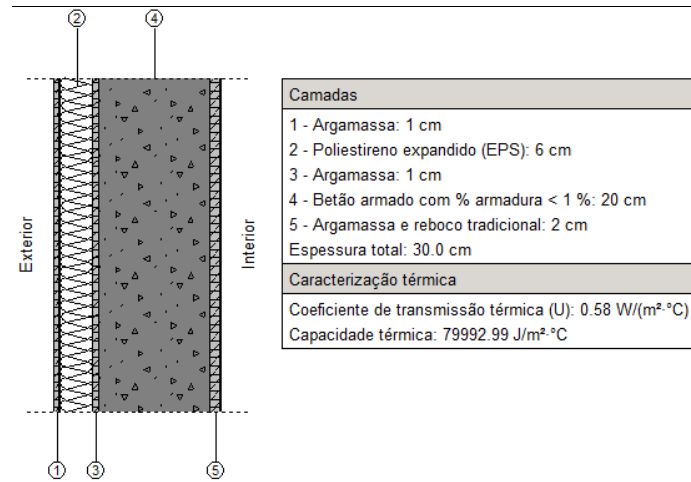 ② ④
Exterior
Interior
① ③ ⑤
Camadas
1 - Argamassa: 1 cm
2 - Poliestireno expandido (EPS): 6 cm
3 - Argamassa: 1 cm
4 - Betão armado com % armadura < 1 %: 20 cm
5 - Argamassa e reboco tradicional: 2 cm
Espessura total: 30.0 cm
Caracterização térmica
Coeficiente de transmissão térmica (U): 0.58 W/(m²·°C)
Capacidade térmica: 79992.99 J/m²·°C